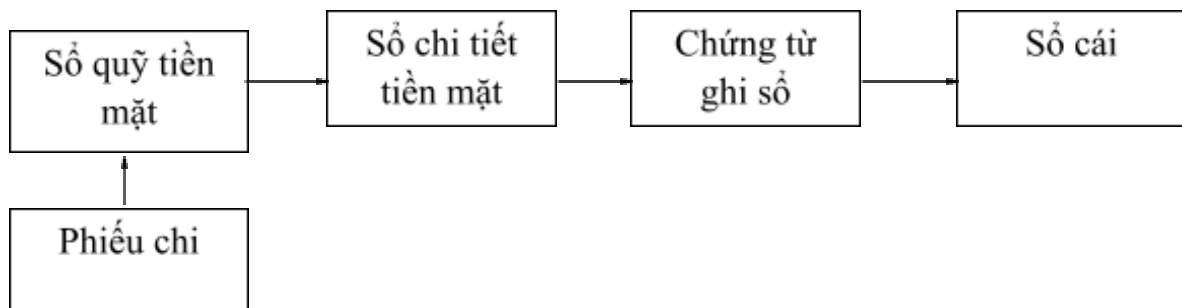 Sổ quỹ tiền
mặt
Sổ chi tiết
tiền mặt
Chứng từ
ghi sổ
Sổ cái
Phiếu chi